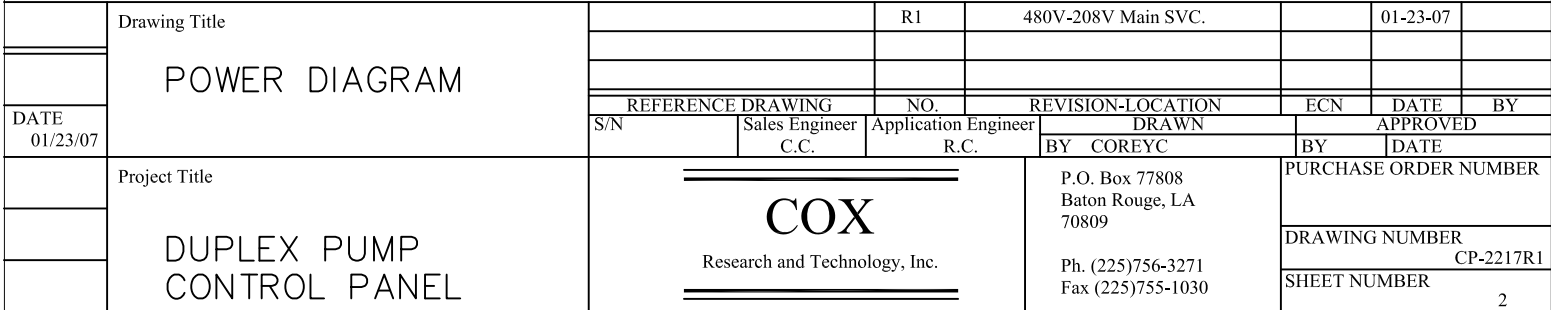 Drawing Title
POWER DIAGRAM
R1 480V-208V Main SVC. 01-23-07
REFERENCE DRAWING NO. REVISION-LOCATION ECN DATE BY
DATE
01/23/07
S/N Sales Engineer Application Engineer DRAWN APPROVED
C.C. R.C. BY COREYC BY DATE
Project Title
DUPLEX PUMP
CONTROL PANEL
COX
Research and Technology, Inc.
P.O. Box 77808
Baton Rouge, LA
70809
Ph. (225)756-3271
Fax (225)755-1030
PURCHASE ORDER NUMBER
DRAWING NUMBER
CP-2217R1
SHEET NUMBER
2